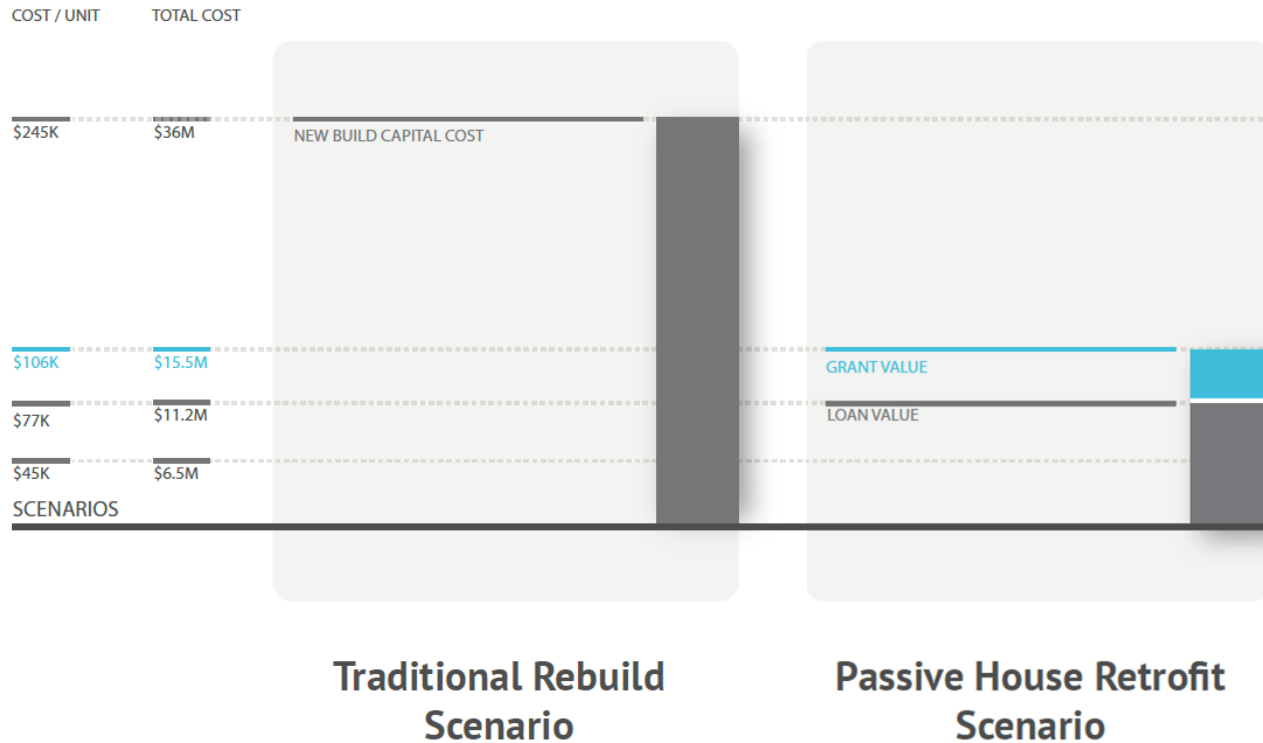 COST / UNIT TOTAL COST
$245K $36M NEW BUILD CAPITAL COST
$106K $15.5M GRANT VALUE
$77K $11.2M LOAN VALUE
$45K $6.5M
SCENARIOS
Traditional Rebuild
Scenario
Passive House Retrofit
Scenario